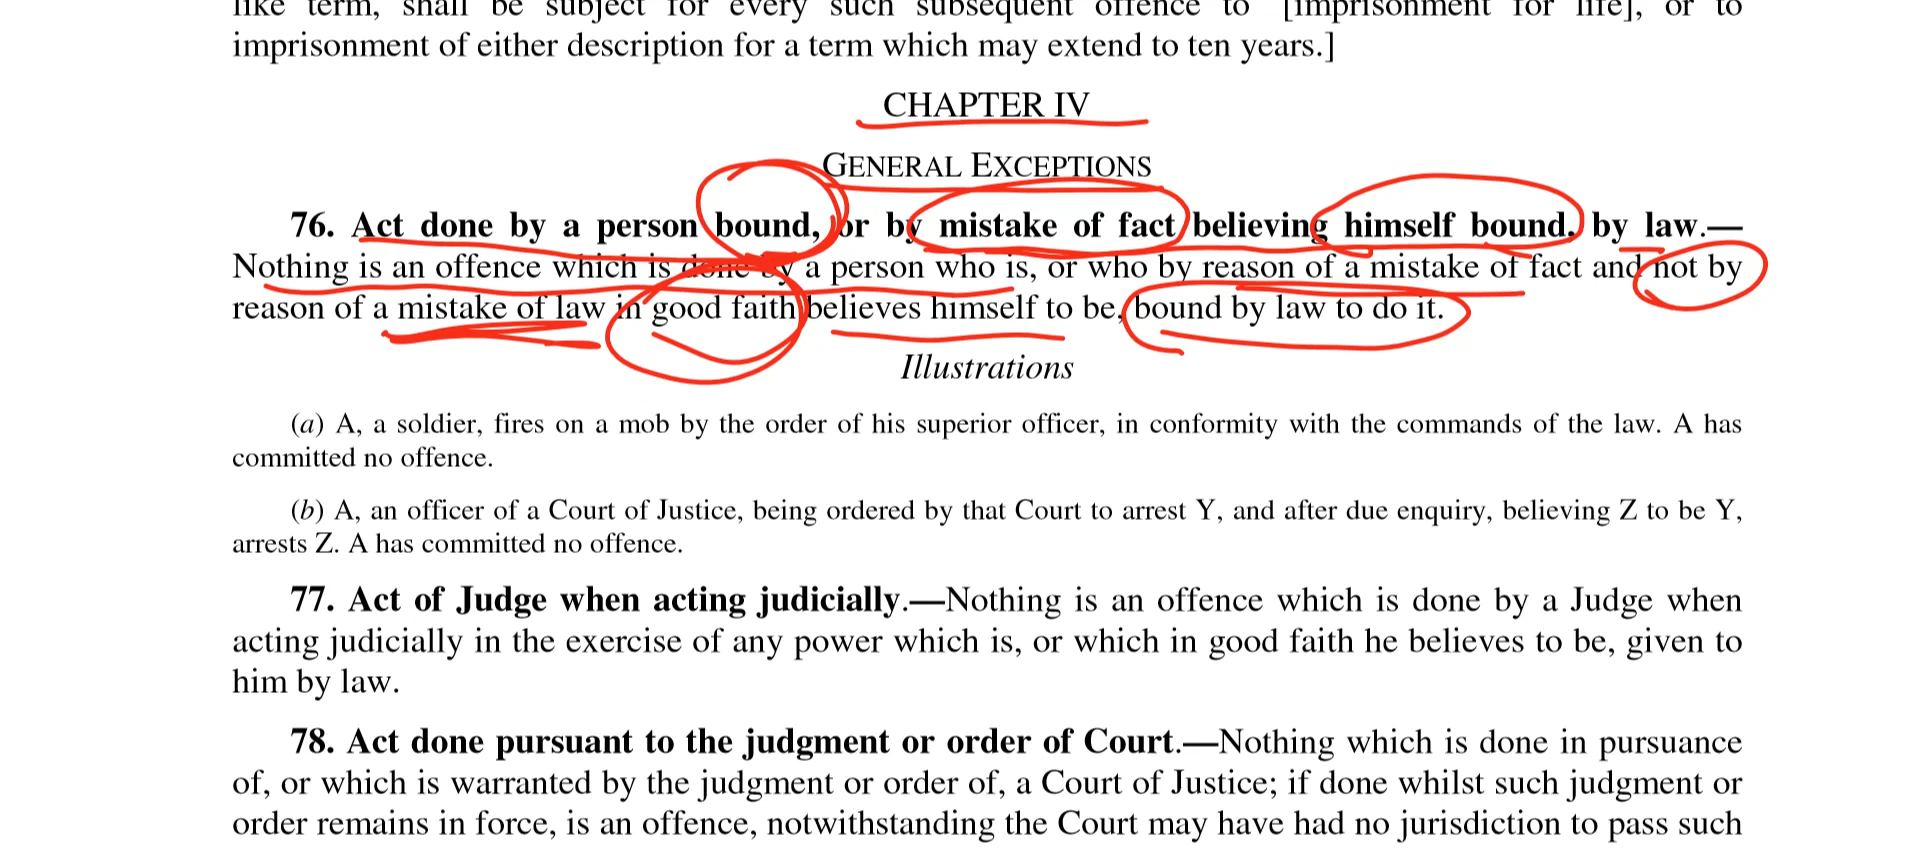 like term, shall be subject for every such subsequent offence to [imprisonment for life], or to
imprisonment of either description for a term which may extend to ten years.]
CHAPTER IV
GENERAL EXCEPTIONS
76. Act done by a person bound, or by mistake of fact believing himself bound, by law.—
Nothing is an offence which is done by a person who is, or who by reason of a mistake of fact and not by
reason of a mistake of law in good faith believes himself to be, bound by law to do it.
Illustrations
(a) A, a soldier, fires on a mob by the order of his superior officer, in conformity with the commands of the law. A has
committed no offence.
(b) A, an officer of a Court of Justice, being ordered by that Court to arrest Y, and after due enquiry, believing Z to be Y,
arrests Z. A has committed no offence.
77. Act of Judge when acting judicially.—Nothing is an offence which is done by a Judge when
acting judicially in the exercise of any power which is, or which in good faith he believes to be, given to
him by law.
78. Act done pursuant to the judgment or order of Court.—Nothing which is done in pursuance
of, or which is warranted by the judgment or order of, a Court of Justice; if done whilst such judgment or
order remains in force, is an offence, notwithstanding the Court may have had no jurisdiction to pass such